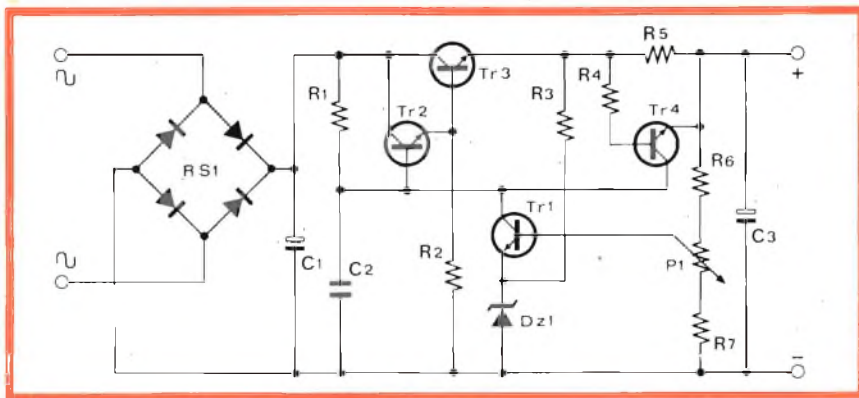 R5
+
Tr3
R4
R1
R3
Tr2
Tr4
R6
RS1
Tr1
C3
C1
C2
R2
P1
Dz1
R7
−